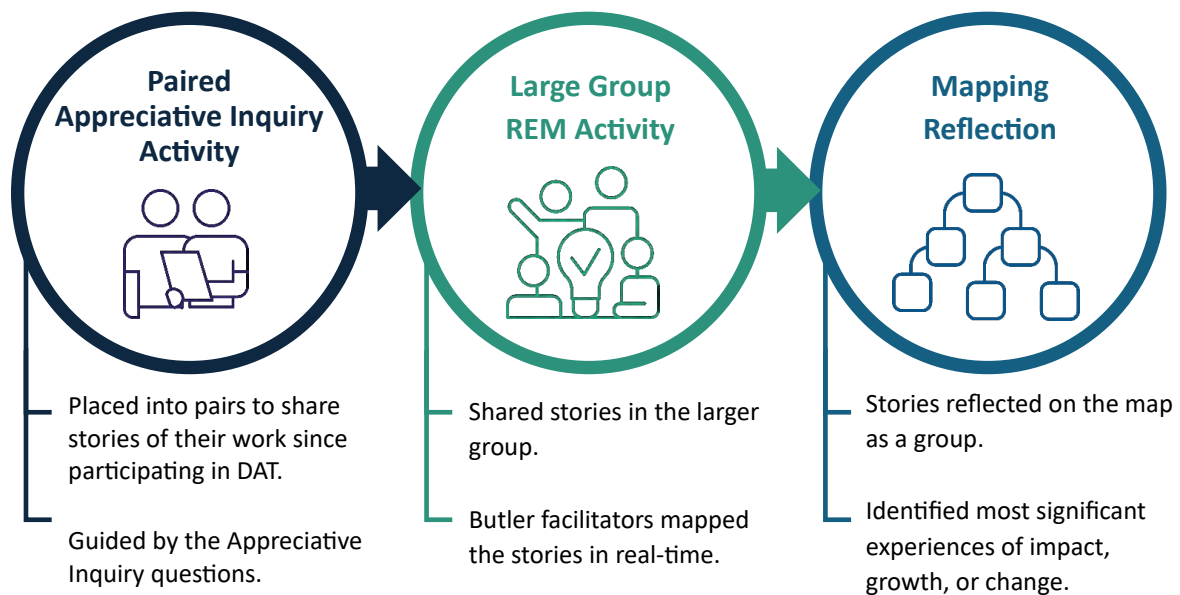 Paired
Appreciative Inquiry
Activity
Placed into pairs to share
stories of their work since
participating in DAT.
Guided by the Appreciative
Inquiry questions.
Large Group
REM Activity
Shared stories in the larger
group.
Butler facilitators mapped
the stories in real-time.
Mapping
Reflection
Stories reflected on the map
as a group.
Identified most significant
experiences of impact,
growth, or change.